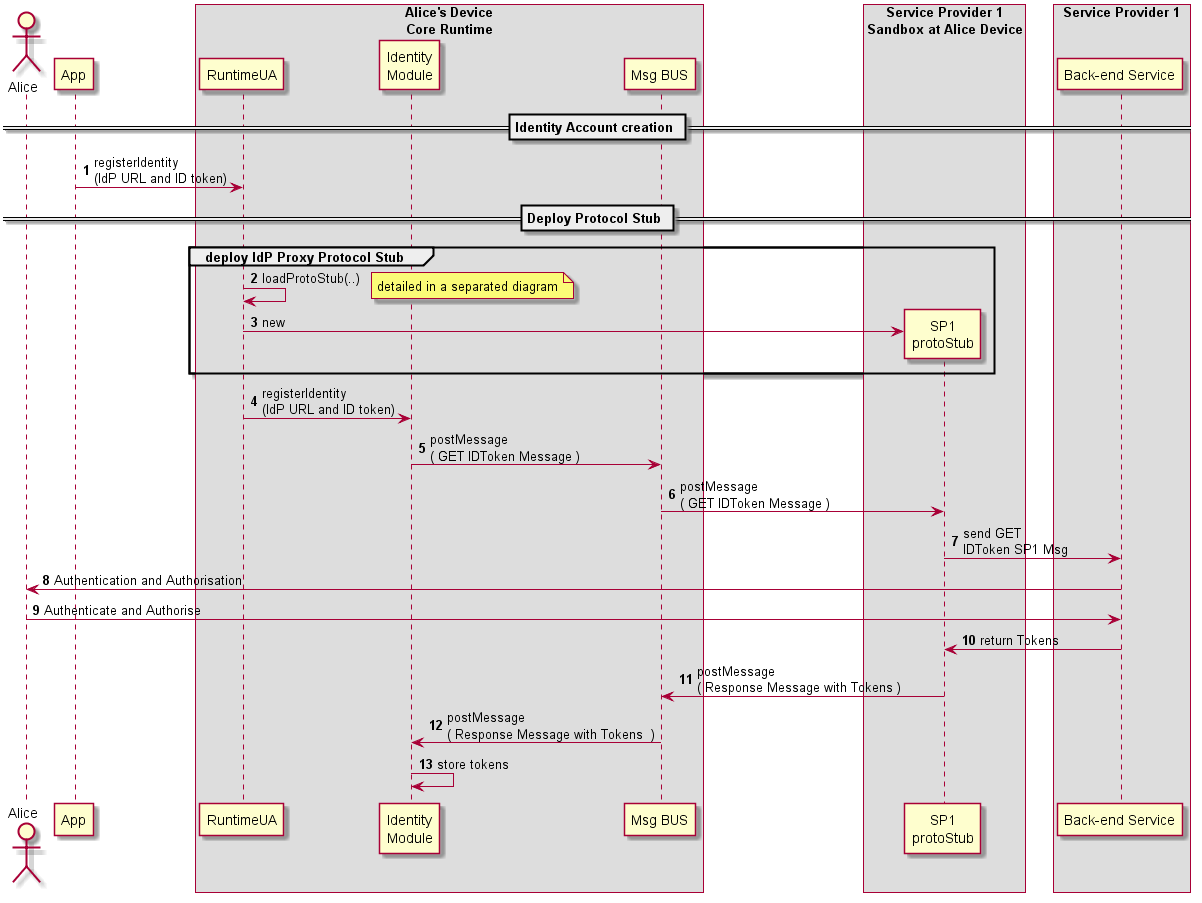 Alice's Device
Core Runtime
Service Provider 1
Sandbox at Alice Device
Service Provider 1
Alice
App
RuntimeUA
Identity
Module
Msg BUS
Back-end Service
Identity Account creation
1 registerIdentity
(IdP URL and ID token)
Deploy Protocol Stub
deploy IdP Proxy Protocol Stub
2 loadProtoStub(..)
detailed in a separated diagram
3 new
SP1
protoStub
4 registerIdentity
(IdP URL and ID token)
5 postMessage
( GET IDToken Message )
6 postMessage
( GET IDToken Message )
7 send GET
IDToken SP1 Msg
8 Authentication and Authorisation
9 Authenticate and Authorise
10 return Tokens
11 postMessage
( Response Message with Tokens )
12 postMessage
( Response Message with Tokens )
13 store tokens
Alice
App
RuntimeUA
Identity
Module
Msg BUS
SP1
protoStub
Back-end Service